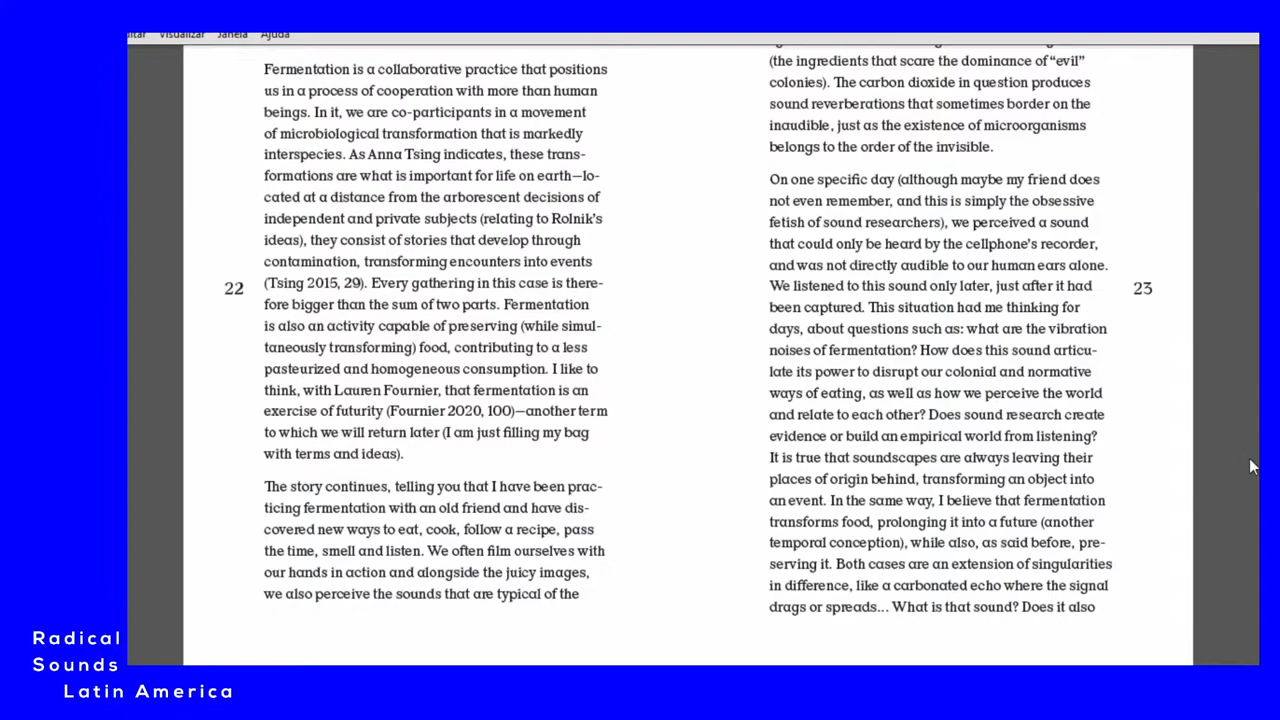 Visualizar Janela Ajuda
Fermentation is a collaborative practice that positions
us in a process of cooperation with more than human
beings. In it, we are co-participants in a movement
of microbiological transformation that is markedly
interspecies. As Anna Tsing indicates, these trans-
formations are what is important for life on earth—lo-
cated at a distance from the arborescent decisions of
independent and private subjects (relating to Rolnik's
ideas), they consist of stories that develop through
contamination, transforming encounters into events
(Tsing 2015, 29). Every gathering in this case is there-
fore bigger than the sum of two parts. Fermentation
is also an activity capable of preserving (while simul-
taneously transforming) food, contributing to a less
pasteurized and homogeneous consumption. I like to
think, with Lauren Fournier, that fermentation is an
exercise of futurity (Fournier 2020, 100)—another term
to which we will return later (I am just filling my bag
with terms and ideas).
The story continues, telling you that I have been prac-
ticing fermentation with an old friend and have dis-
covered new ways to eat, cook, follow a recipe, pass
the time, smell and listen. We often film ourselves with
our hands in action and alongside the juicy images,
we also perceive the sounds that are typical of the
22
(the ingredients that scare the dominance of “evil”
colonies). The carbon dioxide in question produces
sound reverberations that sometimes border on the
inaudible, just as the existence of microorganisms
belongs to the order of the invisible.
On one specific day (although maybe my friend does
not even remember, and this is simply the obsessive
fetish of sound researchers), we perceived a sound
that could only be heard by the cellphone's recorder,
and was not directly audible to our human ears alone.
We listened to this sound only later, just after it had
been captured. This situation had me thinking for
days, about questions such as: what are the vibration
noises of fermentation? How does this sound articu-
late its power to disrupt our colonial and normative
ways of eating, as well as how we perceive the world
and relate to each other? Does sound research create
evidence or build an empirical world from listening?
It is true that soundscapes are always leaving their
places of origin behind, transforming an object into
an event. In the same way, I believe that fermentation
transforms food, prolonging it into a future (another
temporal conception), while also, as said before, pre-
serving it. Both cases are an extension of singularities
in difference, like a carbonated echo where the signal
drags or spreads... What is that sound? Does it also
23
Radical
Sounds
Latin America